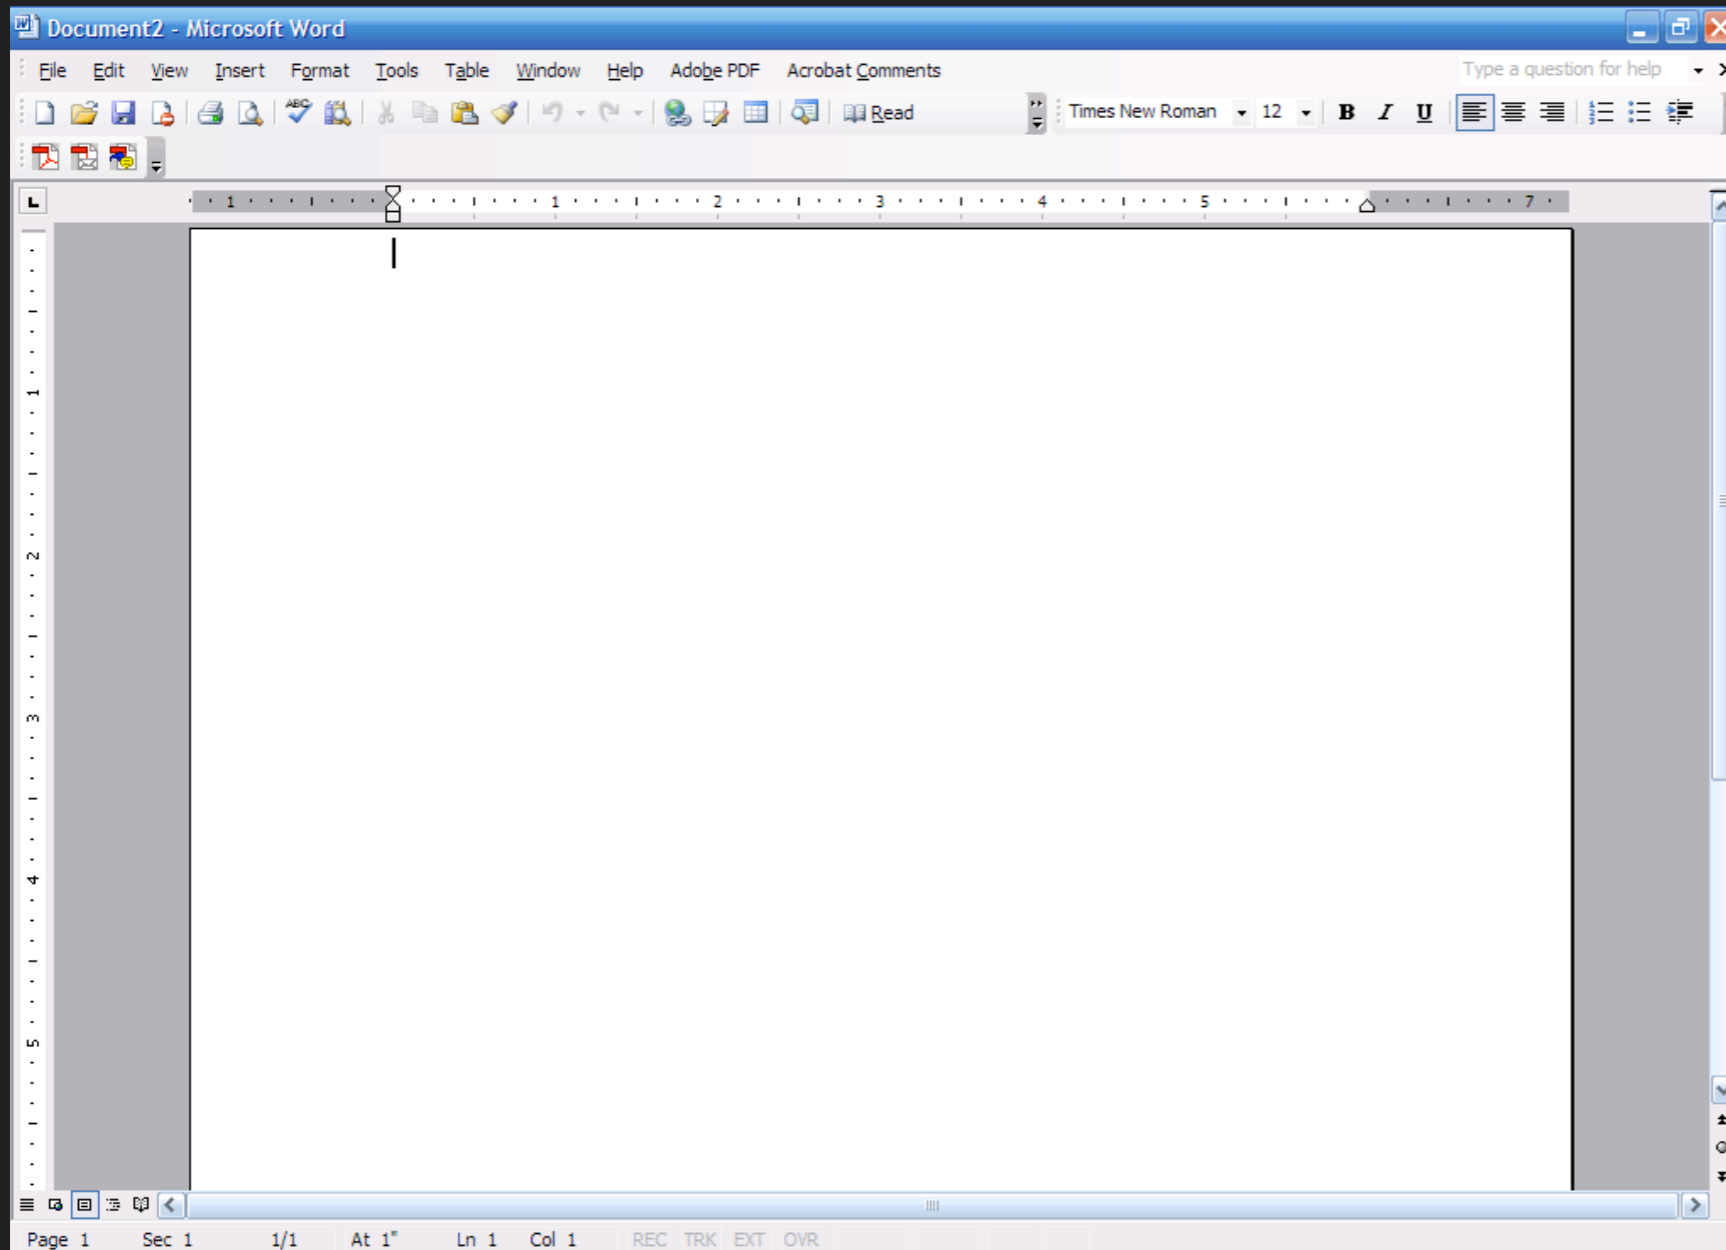 Document2 - Microsoft Word
File Edit View Insert Format Tools Table Window Help Adobe PDF Acrobat Comments Type a question for help
ABC Read Times New Roman 12 B I U
L 1 1 2 3 4 5 7
1
2
3
4
5
Page 1 Sec 1 1/1 At 1" Ln 1 Col 1 REC TRK EXT OVR